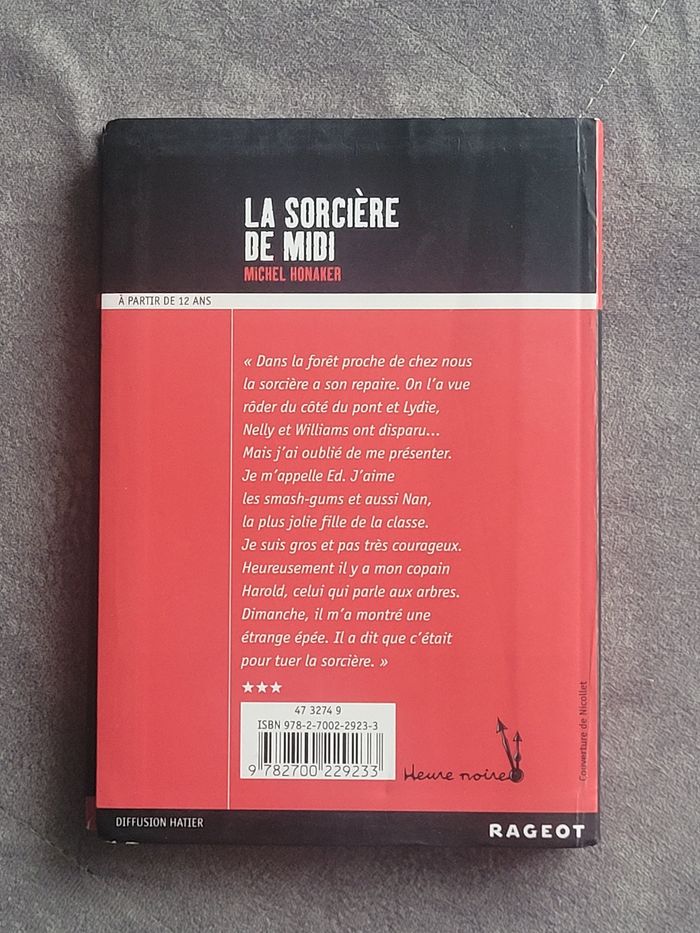 LA SORCIÈRE
DE MIDI
MiCHEL HONAKER
À PARTIR DE 12 ANS
« Dans la forêt proche de chez nous
la sorcière a son repaire. On l'a vue
rôder du côté du pont et Lydie,
Nelly et Williams ont disparu...
Mais j'ai oublié de me présenter.
Je m'appelle Ed. J'aime
les smash-gums et aussi Nan,
la plus jolie fille de la classe.
Je suis gros et pas très courageux.
Heureusement il y a mon copain
Harold, celui qui parle aux arbres.
Dimanche, il m'a montré une
étrange épée. Il a dit que c'était
pour tuer la sorcière. »
47 3274 9
ISBN 978-2-7002-2923-3
9 782700 229233
Heure noire
Couverture de Nicollet
DIFFUSION HATIER
RAGEOT